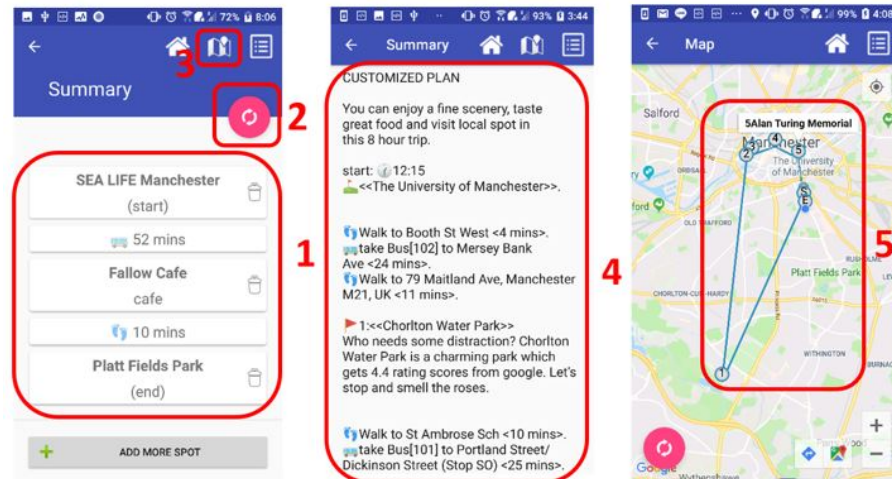 72% 8:06
3
Summary
2
SEA LIFE Manchester
(start)
52 mins
Fallow Cafe
cafe
10 mins
Platt Fields Park
(end)
ADD MORE SPOT
1
93% 3:44
Summary
CUSTOMIZED PLAN
You can enjoy a fine scenery, taste
great food and visit local spot in
this 8 hour trip.
start: 12:15
<<The University of Manchester>>.
Walk to Booth St West <4 mins>.
take Bus[102] to Mersey Bank
Ave <24 mins>.
Walk to 79 Maitland Ave, Manchester
M21, UK <11 mins>.
1:<<Chorlton Water Park>>
Who needs some distraction? Chorlton
Water Park is a charming park which
gets 4.4 rating scores from google. Let's
stop and smell the roses.
Walk to St Ambrose Sch <10 mins>.
take Bus[101] to Portland Street/
Dickinson Street (Stop SO) <25 mins>.
4
99% 4:08
Map
Salford
5Alan Turing Memorial
Manchester
4
3
2
5
The University
of Manchester
S
E
OLD TRAFFORD
Platt Fields Park
CHORLTON-CUM-HARDY
WITHINGTON
1
5
Google
Wythenshawe